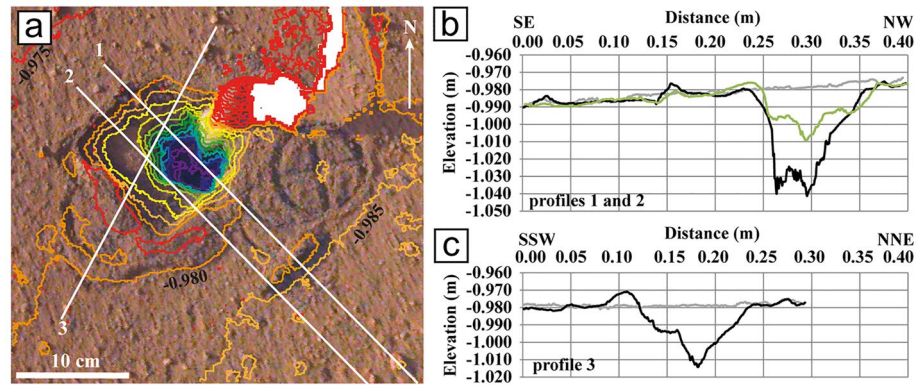 a
N
-0.975
1
2
3
-0.980
-0.985
10 cm
b
SE
Distance (m)
NW
0.00 0.05 0.10 0.15 0.20 0.25 0.30 0.35 0.40
Elevation (m)
-0.960
-0.970
-0.980
-0.990
-1.000
-1.010
-1.020
-1.030
-1.040
-1.050
profiles 1 and 2
c
SSW
Distance (m)
NNE
0.00 0.05 0.10 0.15 0.20 0.25 0.30 0.35 0.40
Elevation (m)
-0.960
-0.970
-0.980
-0.990
-1.000
-1.010
-1.020
profile 3